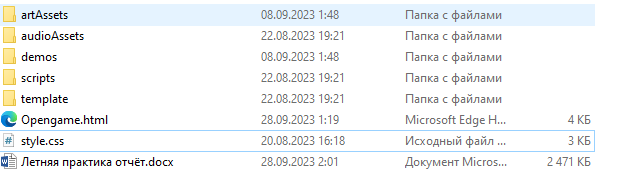 artAssets 08.09.2023 1:48 Папка с файлами
audioAssets 22.08.2023 19:21 Папка с файлами
demos 08.09.2023 1:48 Папка с файлами
scripts 22.08.2023 19:21 Папка с файлами
template 22.08.2023 19:21 Папка с файлами
Opengame.html 28.09.2023 1:19 Microsoft Edge H... 4 КБ
style.css 20.08.2023 16:18 Исходный файл ... 3 КБ
Летняя практика отчёт.docx 28.09.2023 2:01 Документ Micros... 2 471 КБ